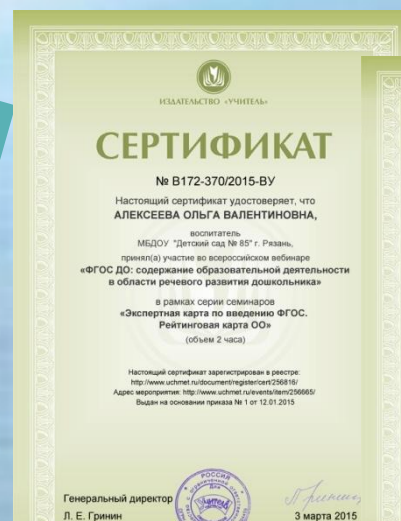 ИЗДАТЕЛЬСТВО «УЧИТЕЛЬ»
СЕРТИФИКАТ
№ В172-370/2015-ВУ
Настоящий сертификат удостоверяет, что
АЛЕКСЕЕВА ОЛЬГА ВАЛЕНТИНОВНА,
воспитатель
МБДОУ "Детский сад № 85" г. Рязань,
принял(а) участие во всероссийском вебинаре
«ФГОС ДО: содержание образовательной деятельности
в области речевого развития дошкольника»
в рамках серии семинаров
«Экспертная карта по введению ФГОС.
Рейтинговая карта ОО»
(объем 2 часа)
Настоящий сертификат зарегистрирован в реестре:
http://www.uchmet.ru/document/register/cert/256816/
Адрес мероприятия: http://www.uchmet.ru/events/item/256665/
Выдан на основании приказа № 1 от 12.01.2015
РОССИЯ
Для
Учитель
Генеральный директор
Л. Е. Гринин
3 марта 2015